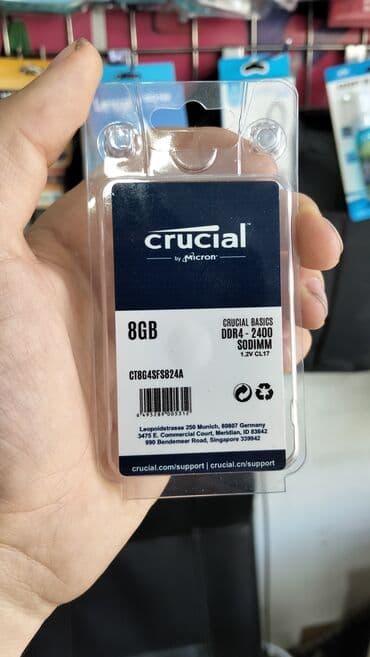 crucial
by Micron
8GB
CRUCIAL BASICS
DDR4 - 2400
SODIMM
1.2V CL17
CT8G4SFS824A
Leopoldstrasse 250 Munich, 80807 Germany
3475 E. Commercial Court, Meridian, ID 83642
990 Bendemeer Road, Singapore 339942
crucial.com/support | crucial.cn/support